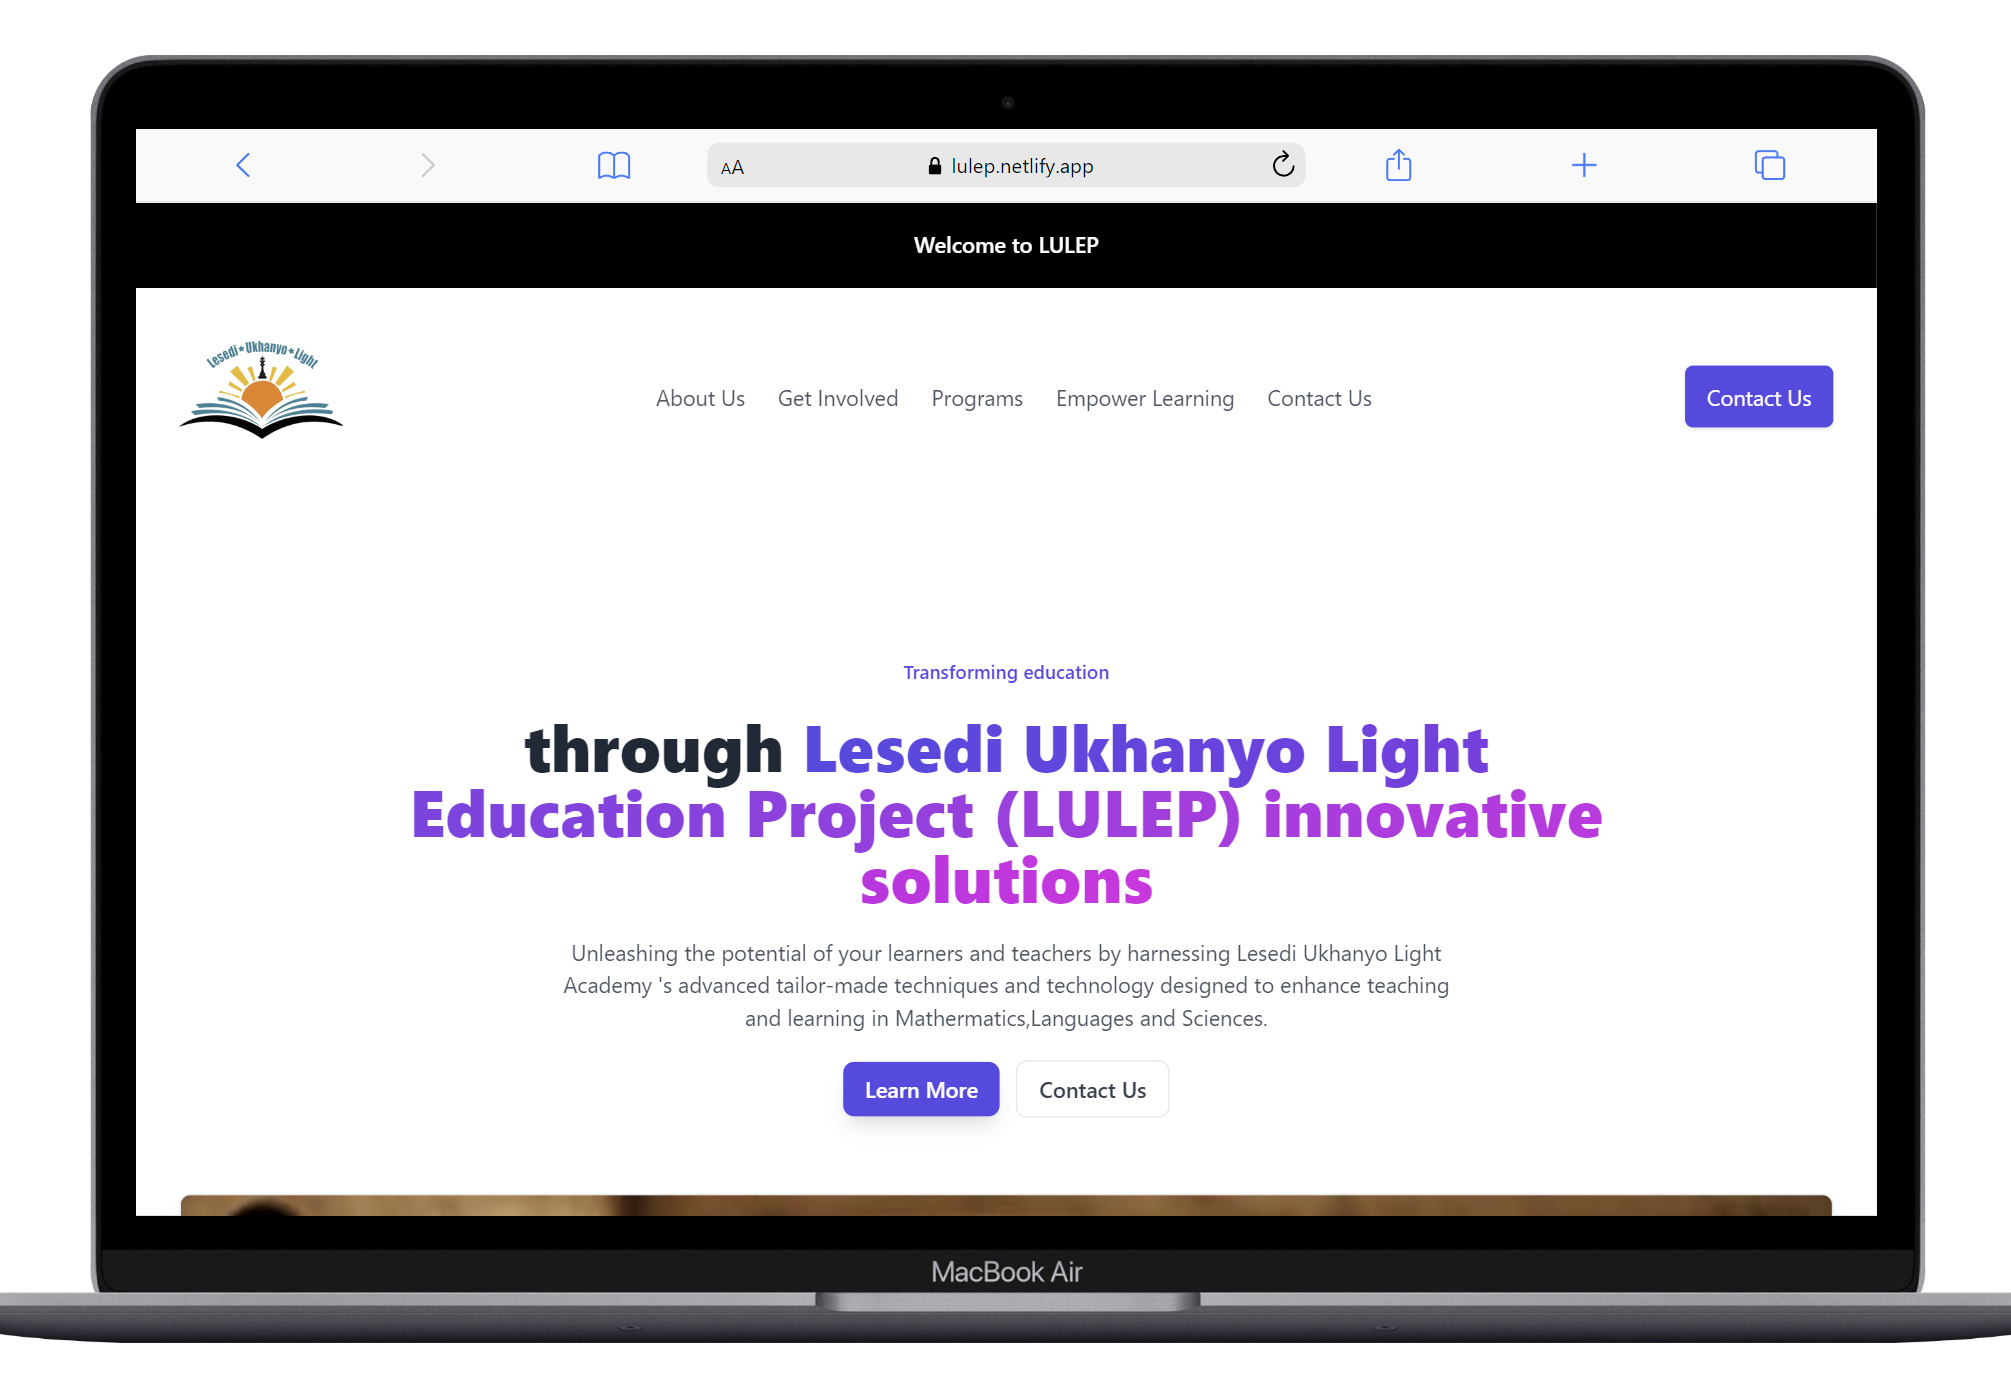 AA
lulep.netlify.app
Welcome to LULEP
Lesedi★Ukhanyo★Light
About Us
Get Involved
Programs
Empower Learning
Contact Us
Contact Us
Transforming education
through Lesedi Ukhanyo Light
Education Project (LULEP) innovative
solutions
Unleashing the potential of your learners and teachers by harnessing Lesedi Ukhanyo Light
Academy 's advanced tailor-made techniques and technology designed to enhance teaching
and learning in Mathermatics,Languages and Sciences.
Learn More
Contact Us
MacBook Air